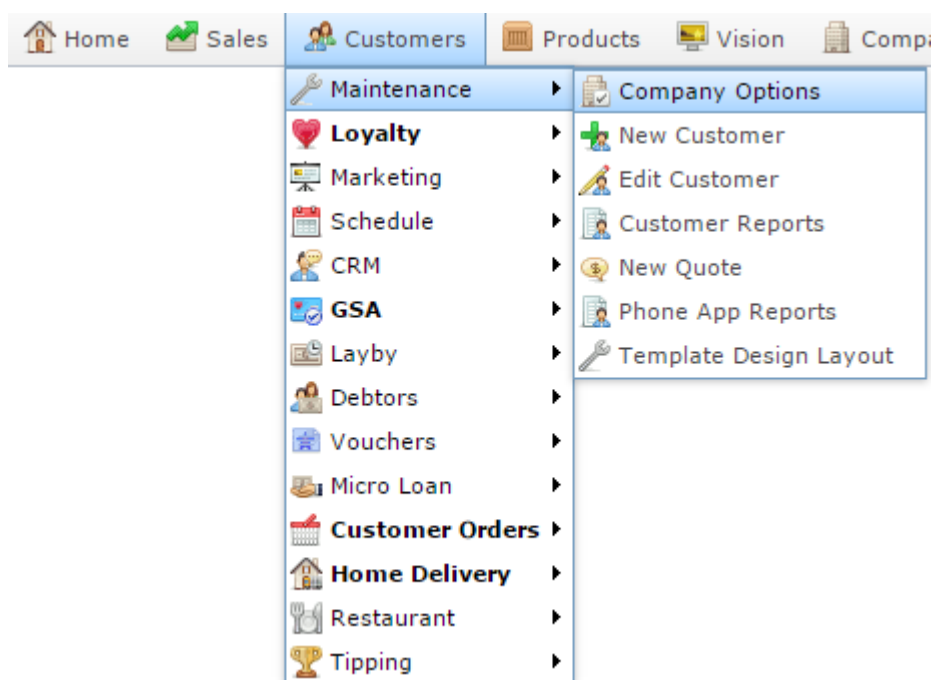 Home Sales Customers Products Vision Compa
Maintenance Company Options
Loyalty New Customer
Marketing Edit Customer
Schedule Customer Reports
CRM New Quote
GSA Phone App Reports
Layby Template Design Layout
Debtors
Vouchers
Micro Loan
Customer Orders
Home Delivery
Restaurant
Tipping